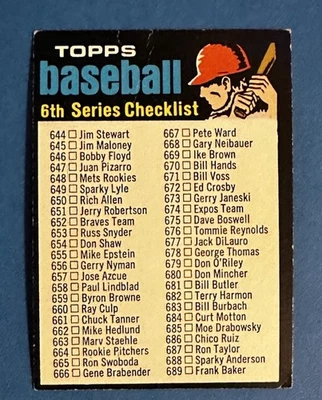 TOPPS
baseball
6th Series Checklist
644 Jim Stewart
645 Jim Maloney
646 Bobby Floyd
647 Juan Pizarro
648 Mets Rookies
649 Sparky Lyle
650 Rich Allen
651 Jerry Robertson
652 Braves Team
653 Russ Snyder
654 Don Shaw
655 Mike Epstein
656 Gerry Nyman
657 Jose Azcue
658 Paul Lindblad
659 Byron Browne
660 Ray Culp
661 Chuck Tanner
662 Mike Hedlund
663 Marv Staehle
664 Rookie Pitchers
665 Ron Swoboda
666 Gene Brabender
667 Pete Ward
668 Gary Neibauer
669 Ike Brown
670 Bill Hands
671 Bill Voss
672 Ed Crosby
673 Gerry Janeski
674 Expos Team
675 Dave Boswell
676 Tommie Reynolds
677 Jack DiLauro
678 George Thomas
679 Don O'Riley
680 Don Mincher
681 Bill Butler
682 Terry Harmon
683 Bill Burbach
684 Curt Motton
685 Moe Drabowsky
686 Chico Ruiz
687 Ron Taylor
688 Sparky Anderson
689 Frank Baker